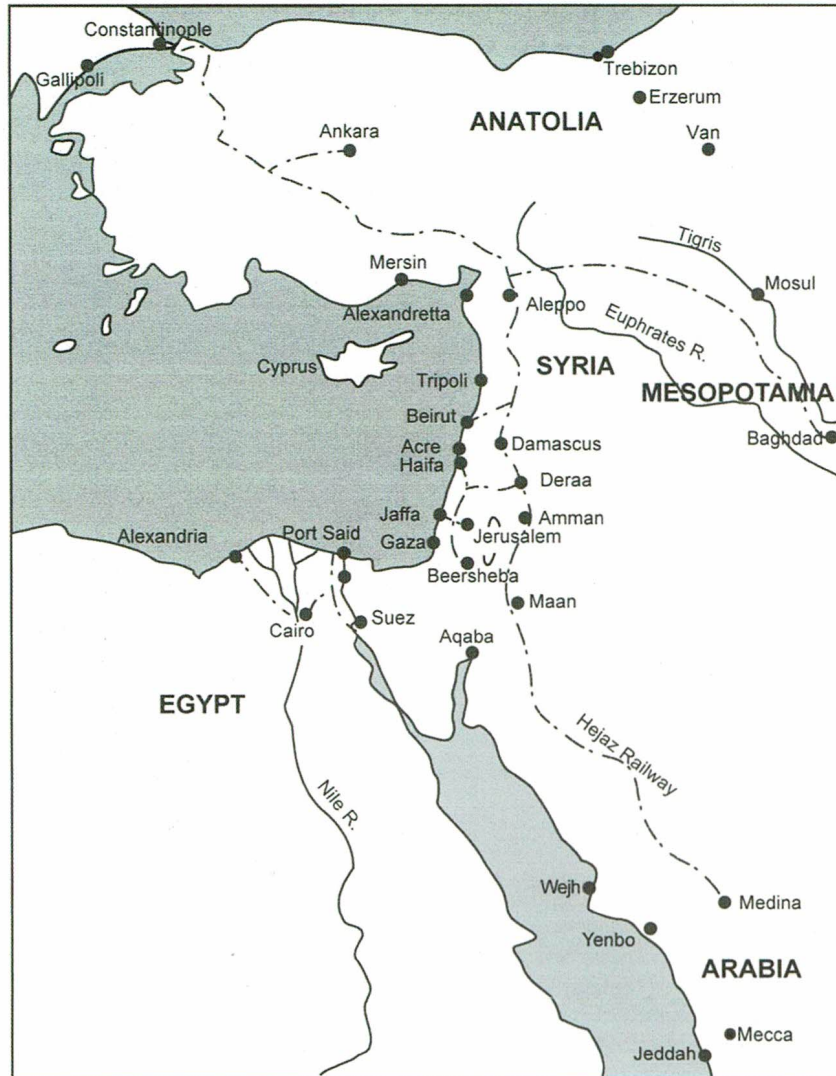 Constantinople
Gallipoli
Trebizon
Erzerum
ANATOLIA
Ankara
Van
Tigris
Mersin
Mosul
Alexandretta
Aleppo
Euphrates R.
Cyprus
SYRIA
Tripoli
MESOPOTAMIA
Beirut
Baghdad
Acre
Damascus
Haifa
Deraa
Jaffa
Amman
Alexandria
Port Said
Jerusalem
Gaza
Beersheba
Maan
Suez
Cairo
Aqaba
EGYPT
Hejaz Railway
Nile R.
Wejh
Medina
Yenbo
ARABIA
Mecca
Jeddah